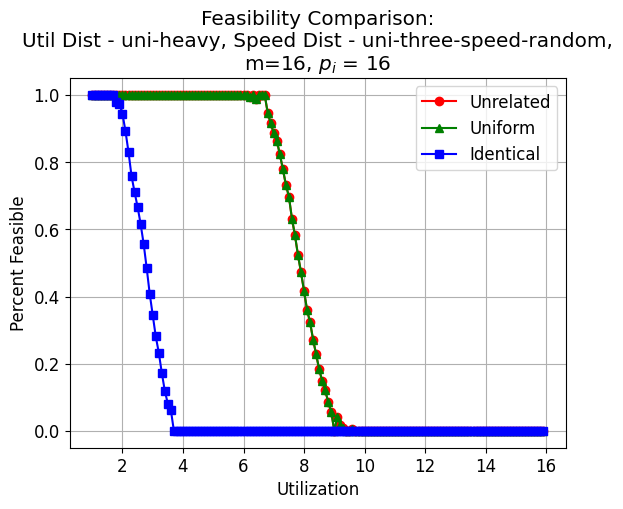 Feasibility Comparison:
Util Dist - uni-heavy, Speed Dist - uni-three-speed-random,
m=16, $p_i$ = 16
Unrelated
Uniform
Identical
Percent Feasible
1.0
0.8
0.6
0.4
0.2
0.0
2 4 6 8 10 12 14 16
Utilization